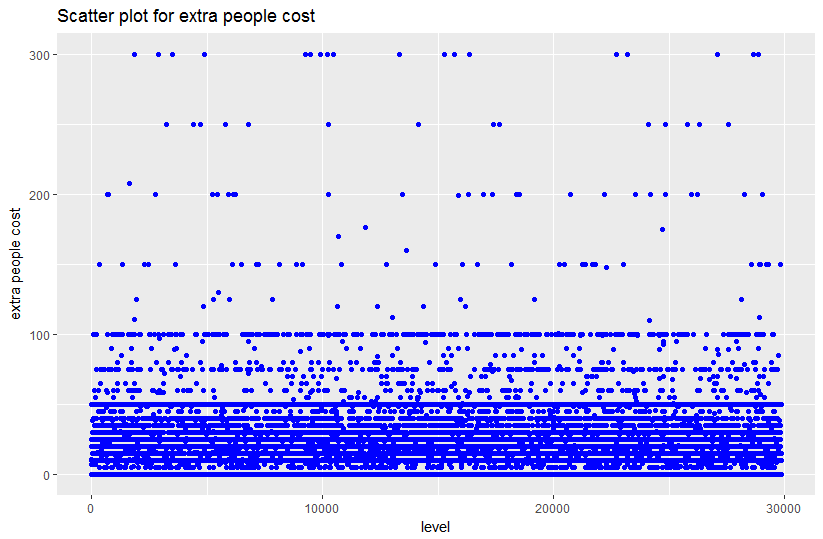 Scatter plot for extra people cost
300
200
100
0
extra people cost
0 10000 20000 30000
level